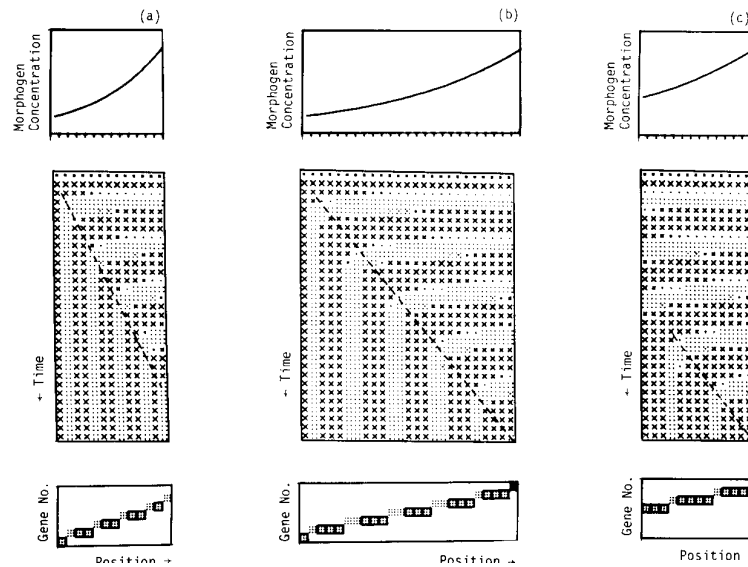 (a)
(b)
(c)
Morphogen
Concentration
Morphogen
Concentration
Morphogen
Concentration
← Time
← Time
← Time
Gene No.
Gene No.
Gene No.
Position →
Position →
Position